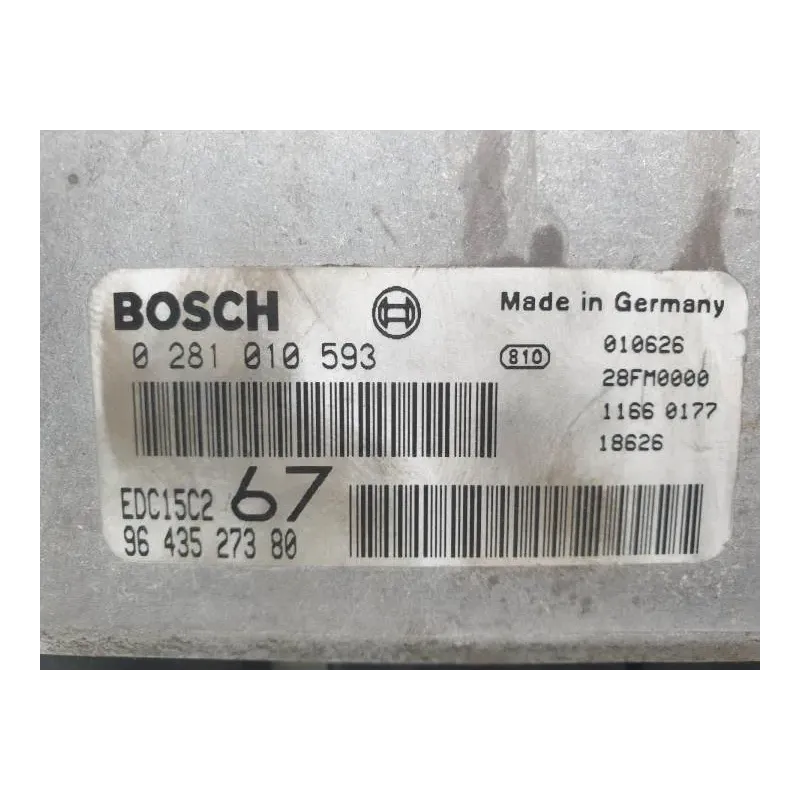 BOSCH
Made in Germany
0 281 010 593
810
010626
28FM0000
1166 0177
18626
EDC15C2 67
96 435 273 80